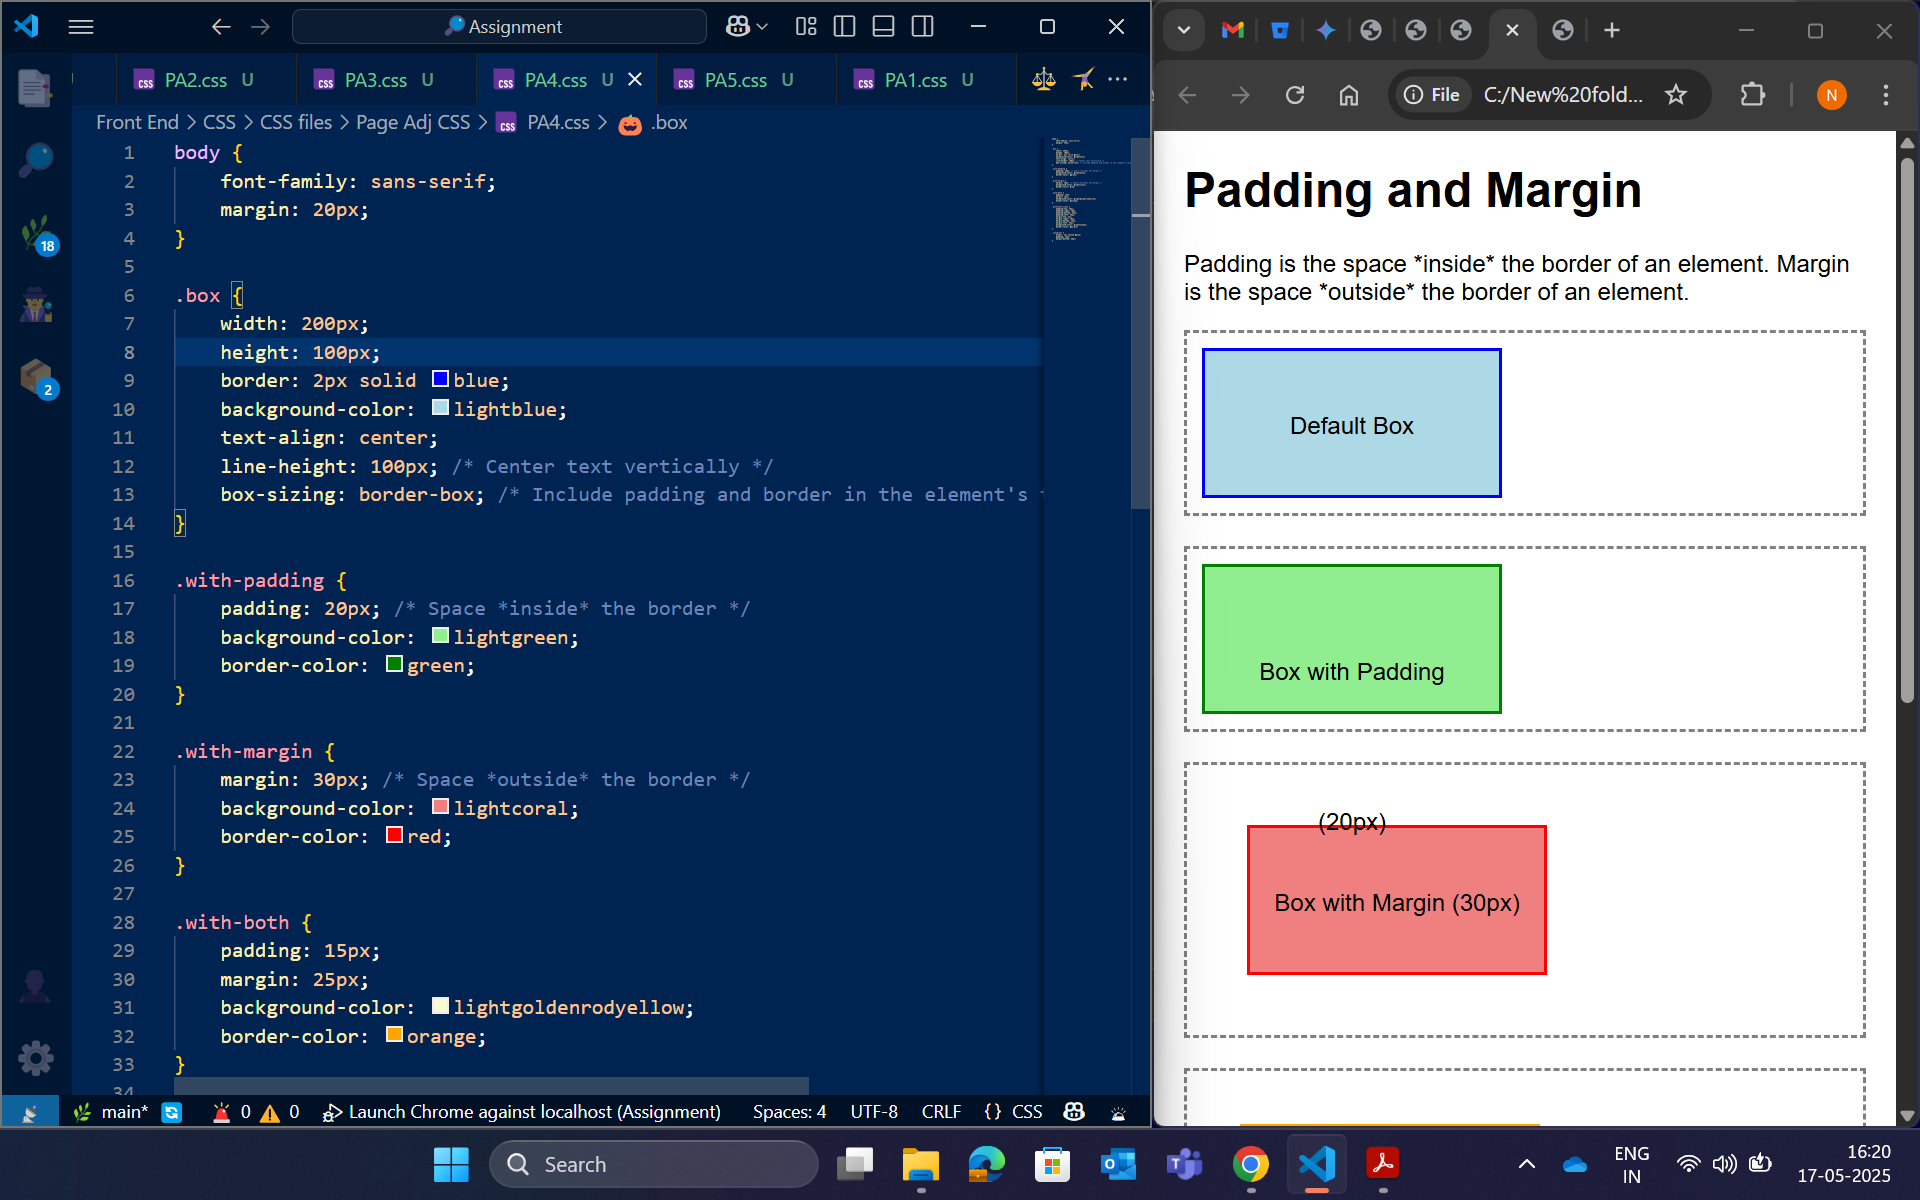 Assignment
PA2.css U
PA3.css U
PA4.css U
PA5.css U
PA1.css U
Front End > CSS > CSS files > Page Adj CSS > PA4.css > .box
1 body {
2 font-family: sans-serif;
3 margin: 20px;
4 }
5
6 .box {
7 width: 200px;
8 height: 100px;
9 border: 2px solid blue;
10 background-color: lightblue;
11 text-align: center;
12 line-height: 100px; /* Center text vertically */
13 box-sizing: border-box; /* Include padding and border in the element's
14 }
15
16 .with-padding {
17 padding: 20px; /* Space *inside* the border */
18 background-color: lightgreen;
19 border-color: green;
20 }
21
22 .with-margin {
23 margin: 30px; /* Space *outside* the border */
24 background-color: lightcoral;
25 border-color: red;
26 }
27
28 .with-both {
29 padding: 15px;
30 margin: 25px;
31 background-color: lightgoldenrodyellow;
32 border-color: orange;
33 }
34
18
2
main* 0 0 Launch Chrome against localhost (Assignment) Spaces: 4 UTF-8 CRLF {} CSS
File C:/New%20fold...
N
Padding and Margin
Padding is the space *inside* the border of an element. Margin
is the space *outside* the border of an element.
Default Box
Box with Padding
(20px)
Box with Margin (30px)
Search
ENG
IN
16:20
17-05-2025